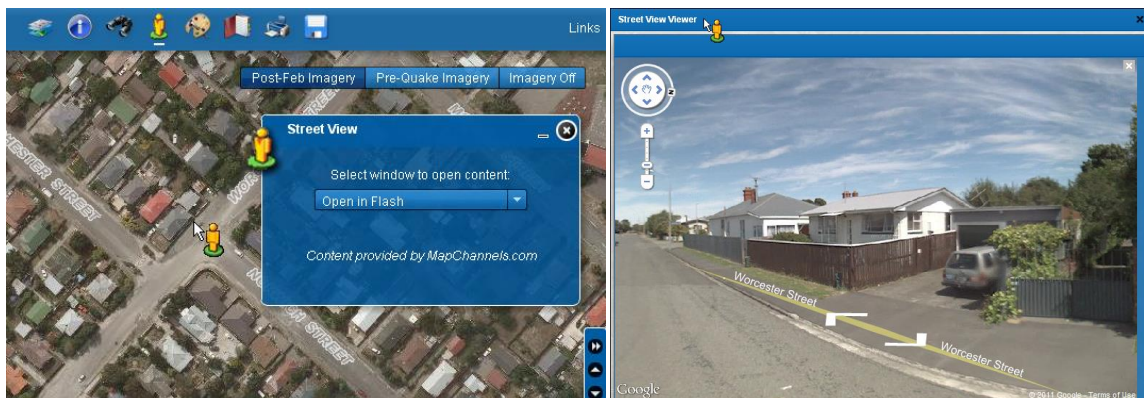 Links
Post-Feb Imagery Pre-Quake Imagery Imagery Off
Street View
Select window to open content:
Open in Flash
Content provided by MapChannels.com
STREET
Street View Viewer
N
Worcester Street
Worcester Street
Google
© 2011 Google - Terms of Use